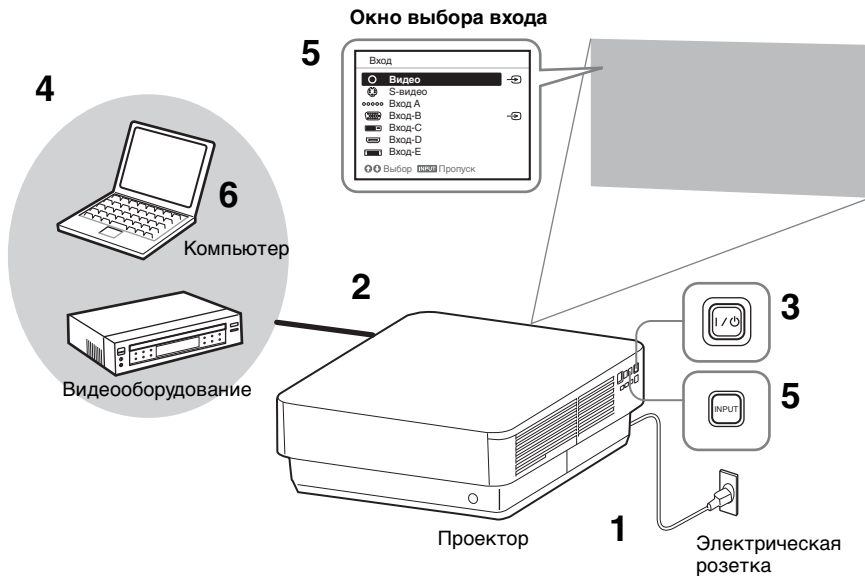 Окно выбора входа
5
Вход
Видео
S-видео
Вход A
Вход-B
Вход-C
Вход-D
Вход-E
Выбор INPUT Пропуск
4
6
Компьютер
Видеооборудование
2
3
I / ⏻
5
INPUT
Проектор
1
Электрическая
розетка